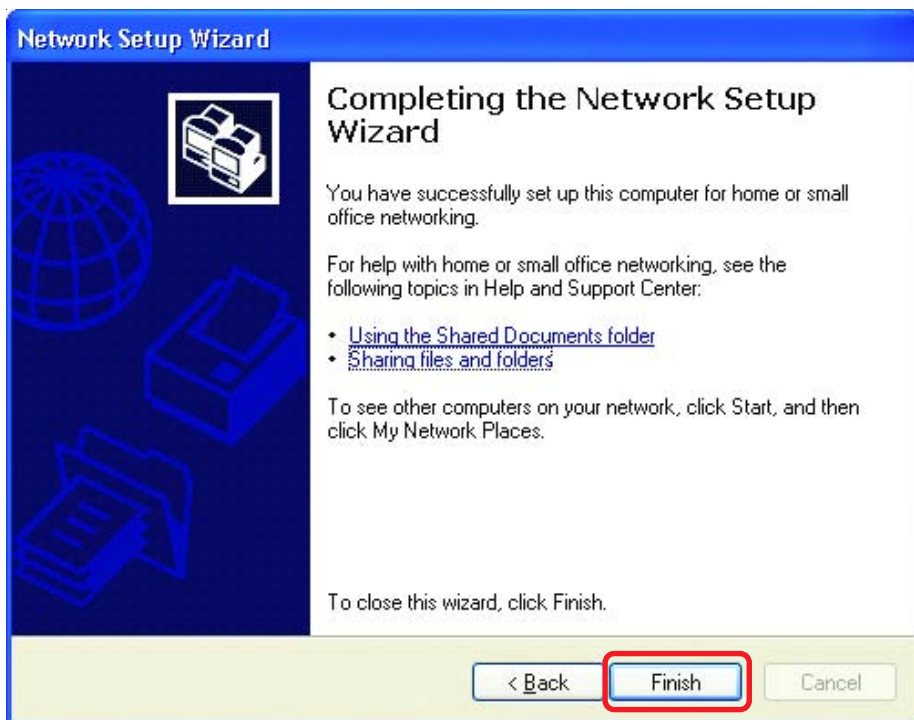 Network Setup Wizard
Completing the Network Setup
Wizard
You have successfully set up this computer for home or small
office networking.
For help with home or small office networking, see the
following topics in Help and Support Center:
• Using the Shared Documents folder
• Sharing files and folders
To see other computers on your network, click Start, and then
click My Network Places.
To close this wizard, click Finish.
< Back Finish Cancel